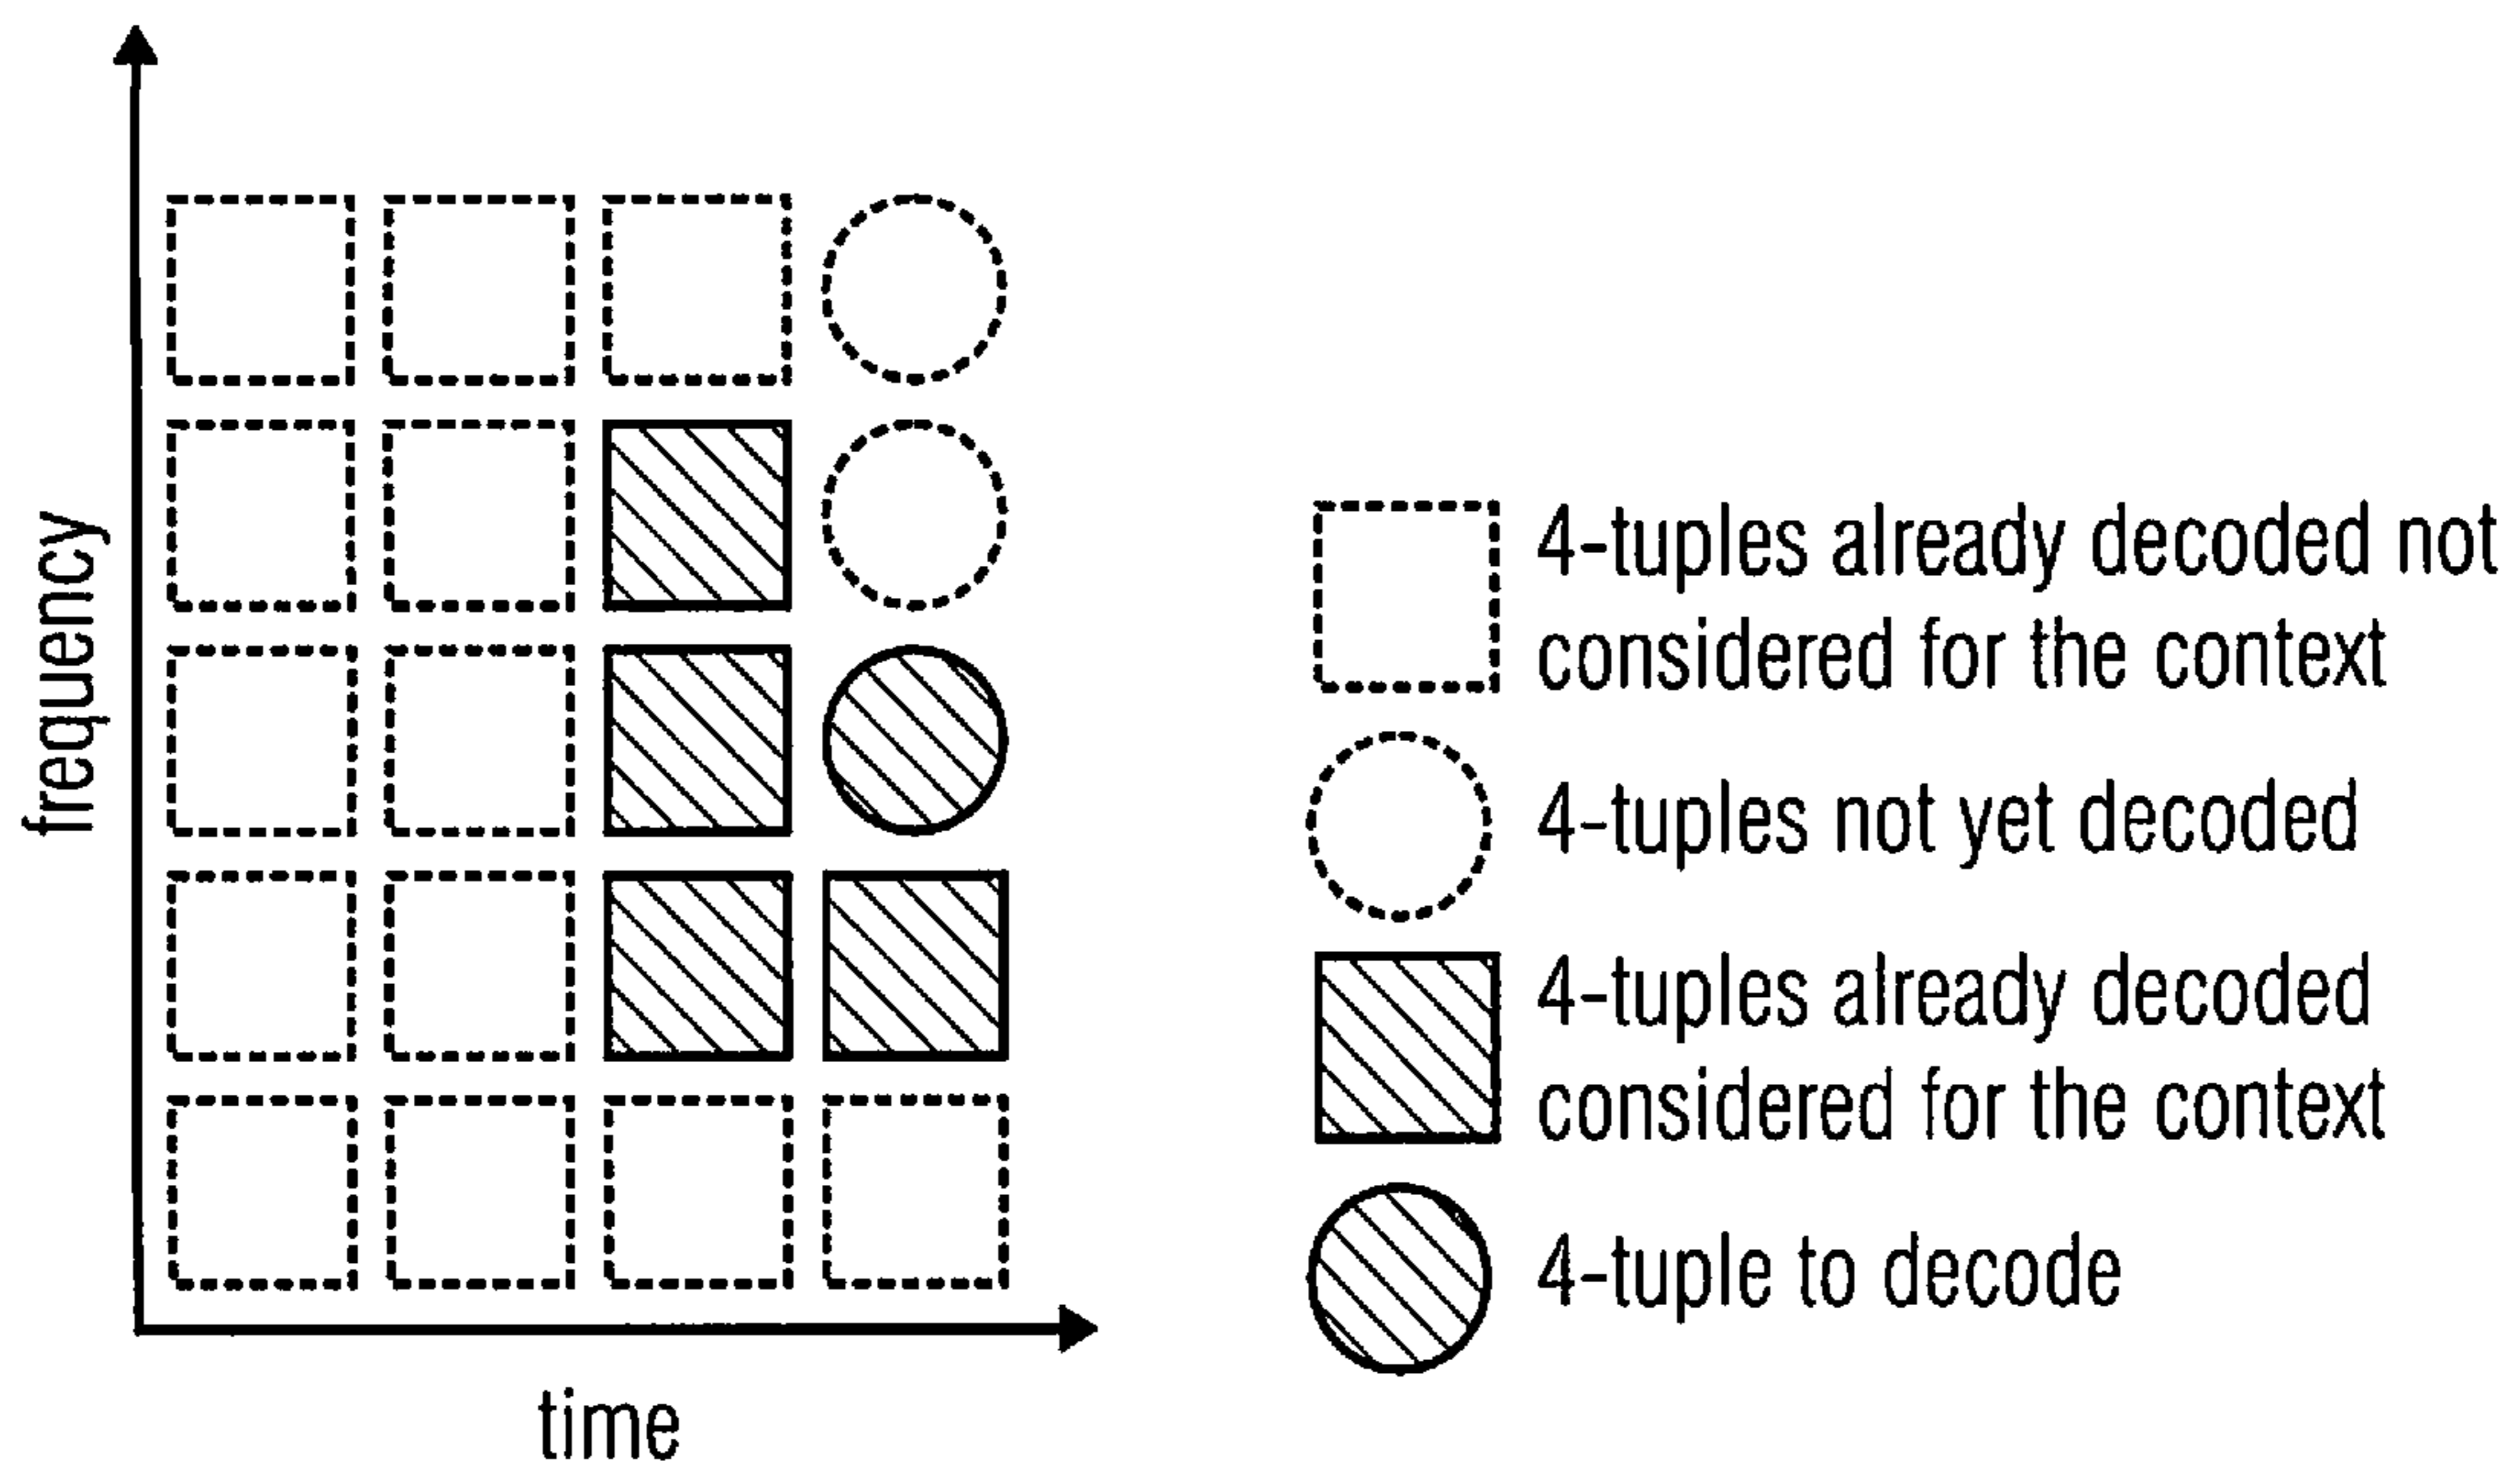 frequency
time
4-tuples already decoded not
considered for the context
4-tuples not yet decoded
4-tuples already decoded
considered for the context
4-tuple to decode